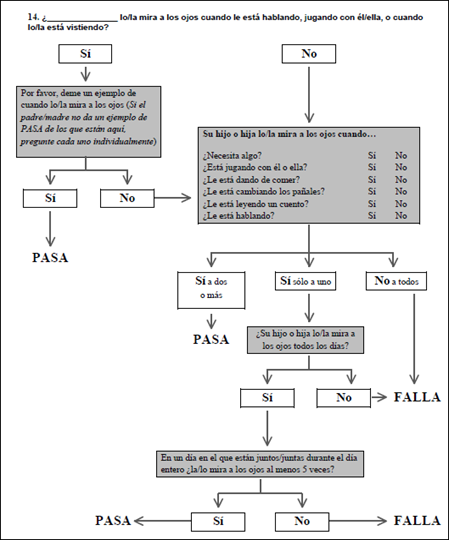 14. ¿_______________ lo/la mira a los ojos cuando le está hablando, jugando con él/ella, o cuando
lo/la está vistiendo?
Sí
No
Por favor, deme un ejemplo de
cuando lo/la mira a los ojos (Si el
padre/madre no da un ejemplo de
PASA de los que están aquí,
pregunte cada uno individualmente)
Su hijo o hija lo/la mira a los ojos cuando…
¿Necesita algo? Sí No
¿Está jugando con él o ella? Sí No
¿Le está dando de comer? Sí No
¿Le está cambiando los pañales? Sí No
¿Le está leyendo un cuento? Sí No
¿Le está hablando? Sí No
Sí
No
PASA
Sí a dos
o más
Sí sólo a uno
No a todos
PASA
¿Su hijo o hija lo/la mira a
los ojos todos los días?
Sí
No
FALLA
En un día en el que están juntos/juntas durante el día
entero ¿la/lo mira a los ojos al menos 5 veces?
PASA
Sí
No
FALLA